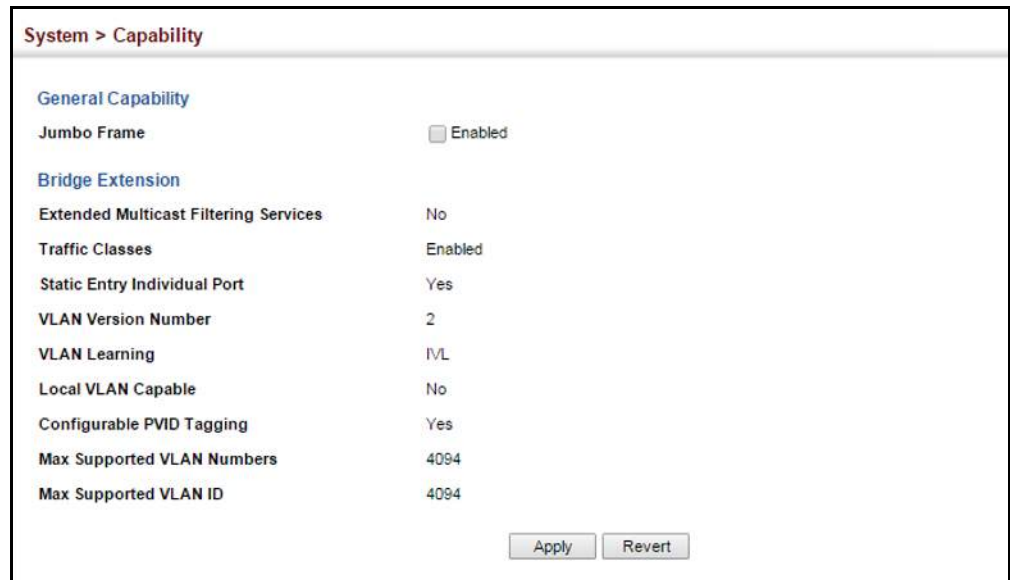 System > Capability
General Capability
Jumbo Frame Enabled
Bridge Extension
Extended Multicast Filtering Services No
Traffic Classes Enabled
Static Entry Individual Port Yes
VLAN Version Number 2
VLAN Learning IVL
Local VLAN Capable No
Configurable PVID Tagging Yes
Max Supported VLAN Numbers 4094
Max Supported VLAN ID 4094
Apply Revert